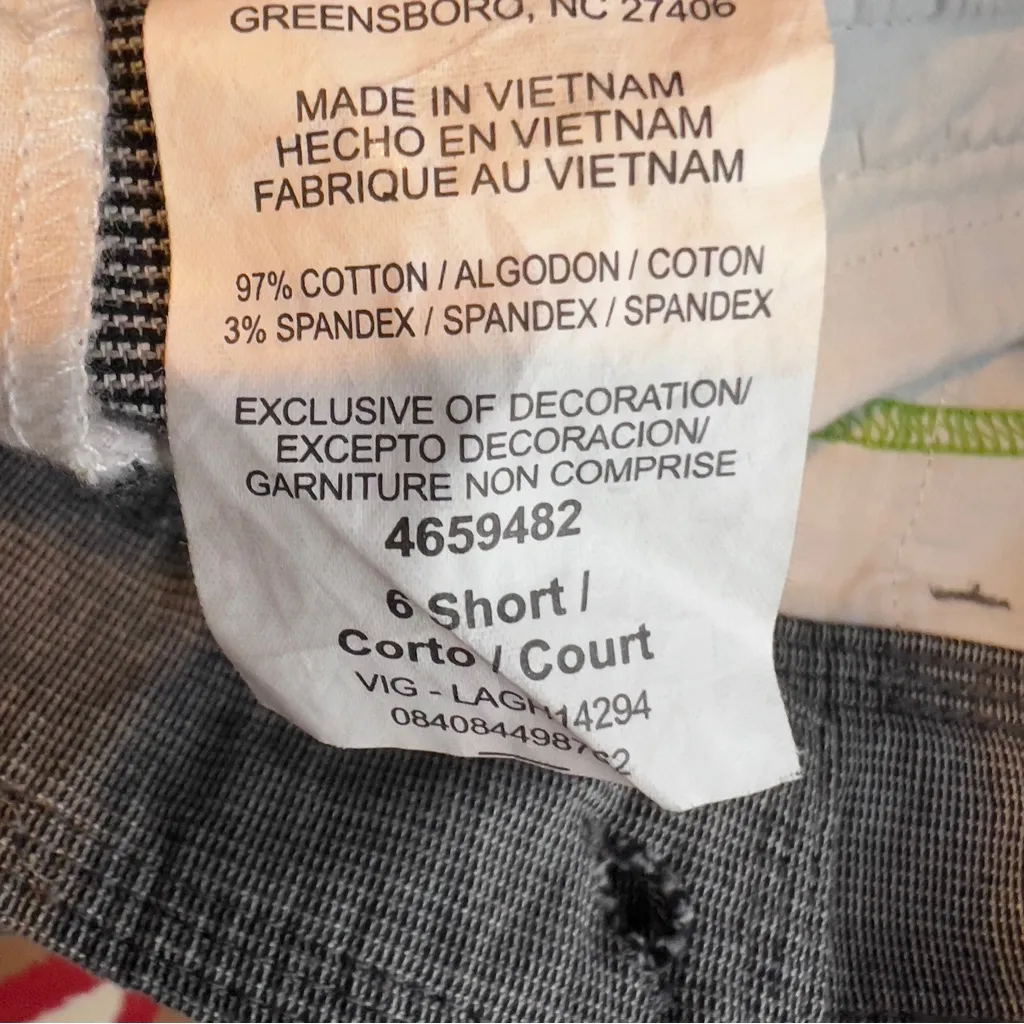 GREENSBORO, NC 27406
MADE IN VIETNAM
HECHO EN VIETNAM
FABRIQUE AU VIETNAM
97% COTTON / ALGODON / COTON
3% SPANDEX / SPANDEX / SPANDEX
EXCLUSIVE OF DECORATION/
EXCEPTO DECORACION/
GARNITURE NON COMPRISE
4659482
6 Short /
Corto / Court
VIG -